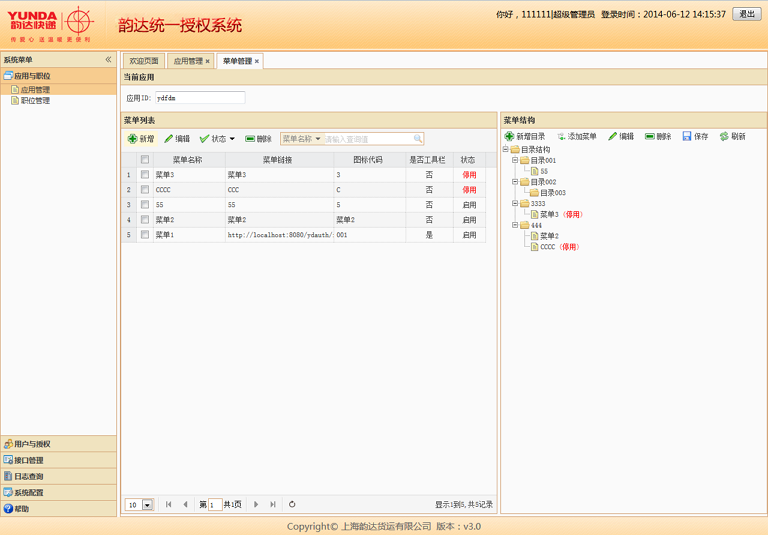 YUNDA
韵达快递
传递心 送温暖更便利
韵达统一授权系统
你好，111111|超级管理员 登录时间：2014-06-12 14:15:37 退出
系统菜单
应用与职位
应用管理
职位管理
用户与授权
接口管理
日志查询
系统配置
帮助
欢迎页面 应用管理 菜单管理
当前应用
应用ID: ydfdm
菜单列表
新增 编辑 状态 删除 菜单名称 请输入查询值
菜单名称 菜单链接 图标代码 是否工具栏 状态
1 菜单3 菜单3 3 否 停用
2 CCCC CCC C 否 停用
3 55 55 5 否 启用
4 菜单2 菜单2 菜单2 否 启用
5 菜单1 http://localhost:8080/ydauth/: 001 是 启用
10 第 1 共1页 显示1到5, 共5记录
菜单结构
新增目录 添加菜单 编辑 删除 保存 刷新
目录结构
目录001
55
目录002
目录003
3333
菜单3 (停用)
444
菜单2
CCCC (停用)
Copyright© 上海韵达货运有限公司 版本：v3.0